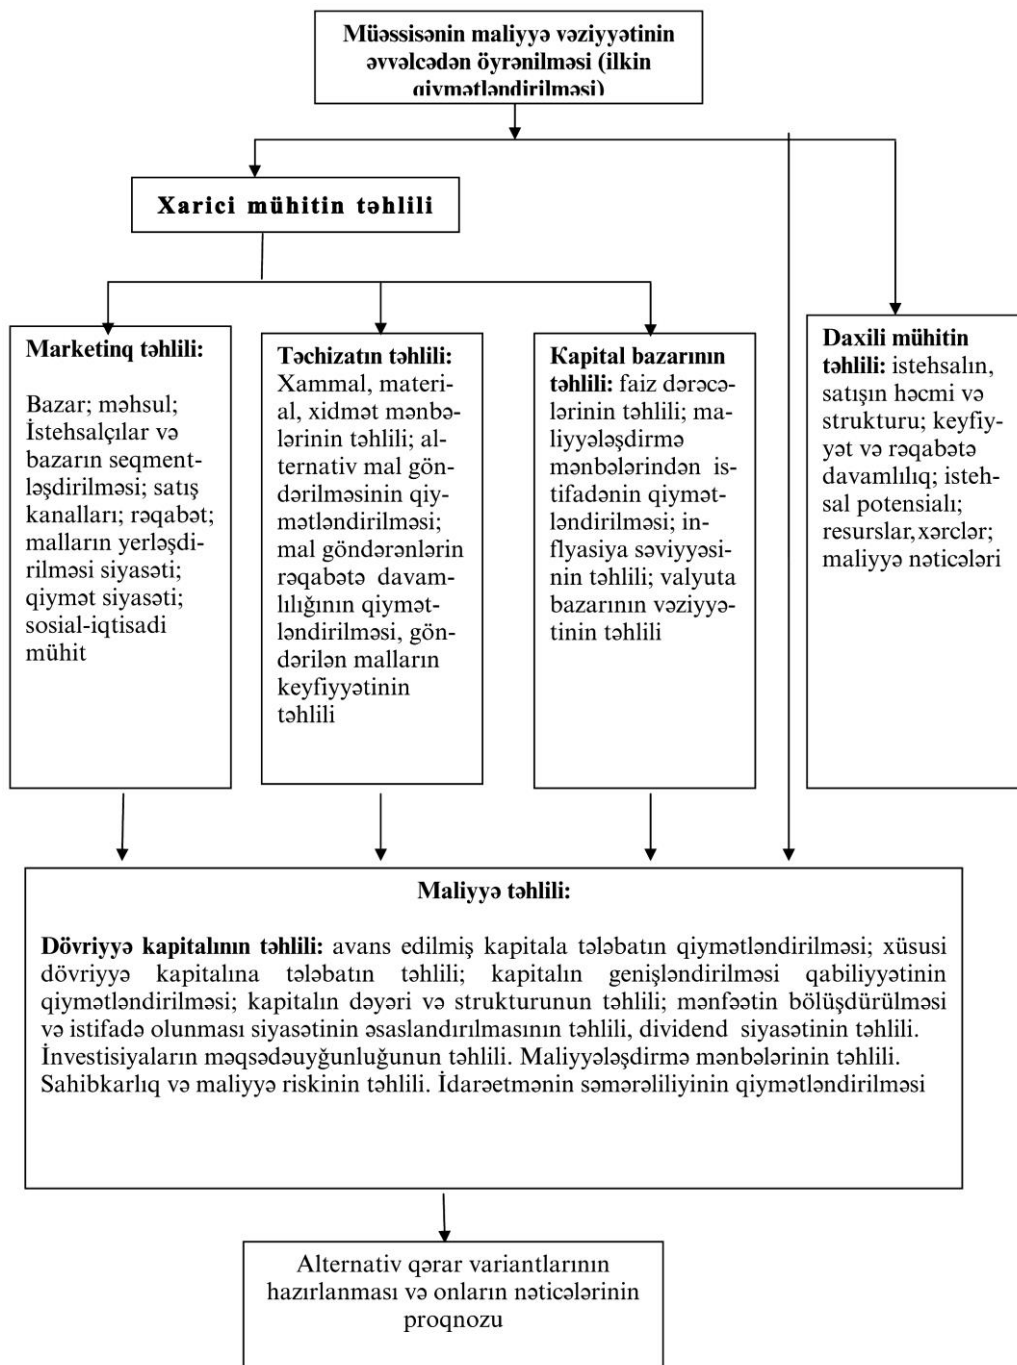 Müəssisənin maliyyə vəziyyətinin
əvvəlcədən öyrənilməsi (ilkin
qiymətləndirilməsi)
Xarici mühitin təhlili
Marketinq təhlili:
Bazar; məhsul;
İstehsalçılar və
bazarın seqment-
ləşdirilməsi; satış
kanalları; rəqabət;
malların yerləşdi-
rilməsi siyasəti;
qiymət siyasəti;
sosial-iqtisadi
mühit
Təchizatın təhlili:
Xammal, materi-
al, xidmət mənbə-
lərinin təhlili; al-
ternativ mal gön-
dərilməsinin qiy-
mətləndirilməsi;
mal göndərənlərin
rəqabətə davam-
lılığının qiymət-
ləndirilməsi, gön-
dərilən malların
keyfiyyətinin
təhlili
Kapital bazarının
təhlili: faiz dərəcə-
lərinin təhlili; ma-
liyyələşdirmə
mənbələrindən is-
tifadənin qiymət-
ləndirilməsi; in-
flyasiya səviyyəsi-
nin təhlili; valyuta
bazarının vəziyyə-
tinin təhlili
Daxili mühitin
təhlili: istehsalın,
satışın həcmi və
strukturu; keyfiy-
yət və rəqabətə
davamlılıq; isteh-
sal potensialı;
resurslar,xərclər;
maliyyə nəticələri
Maliyyə təhlili:
Dövriyyə kapitalının təhlili: avans edilmiş kapitala tələbatın qiymətləndirilməsi; xüsusi
dövriyyə kapitalına tələbatın təhlili; kapitalın genişləndirilməsi qabiliyyətinin
qiymətləndirilməsi; kapitalın dəyəri və strukturunun təhlili; mənfəətin bölüşdürülməsi
və istifadə olunması siyasətinin əsaslandırılmasının təhlili, dividend siyasətinin təhlili.
İnvestisiyaların məqsədəuyğunluğunun təhlili. Maliyyələşdirmə mənbələrinin təhlili.
Sahibkarlıq və maliyyə riskinin təhlili. İdarəetmənin səmərəliliyinin qiymətləndirilməsi
Alternativ qərar variantlarının
hazırlanması və onların nəticələrinin
proqnozu